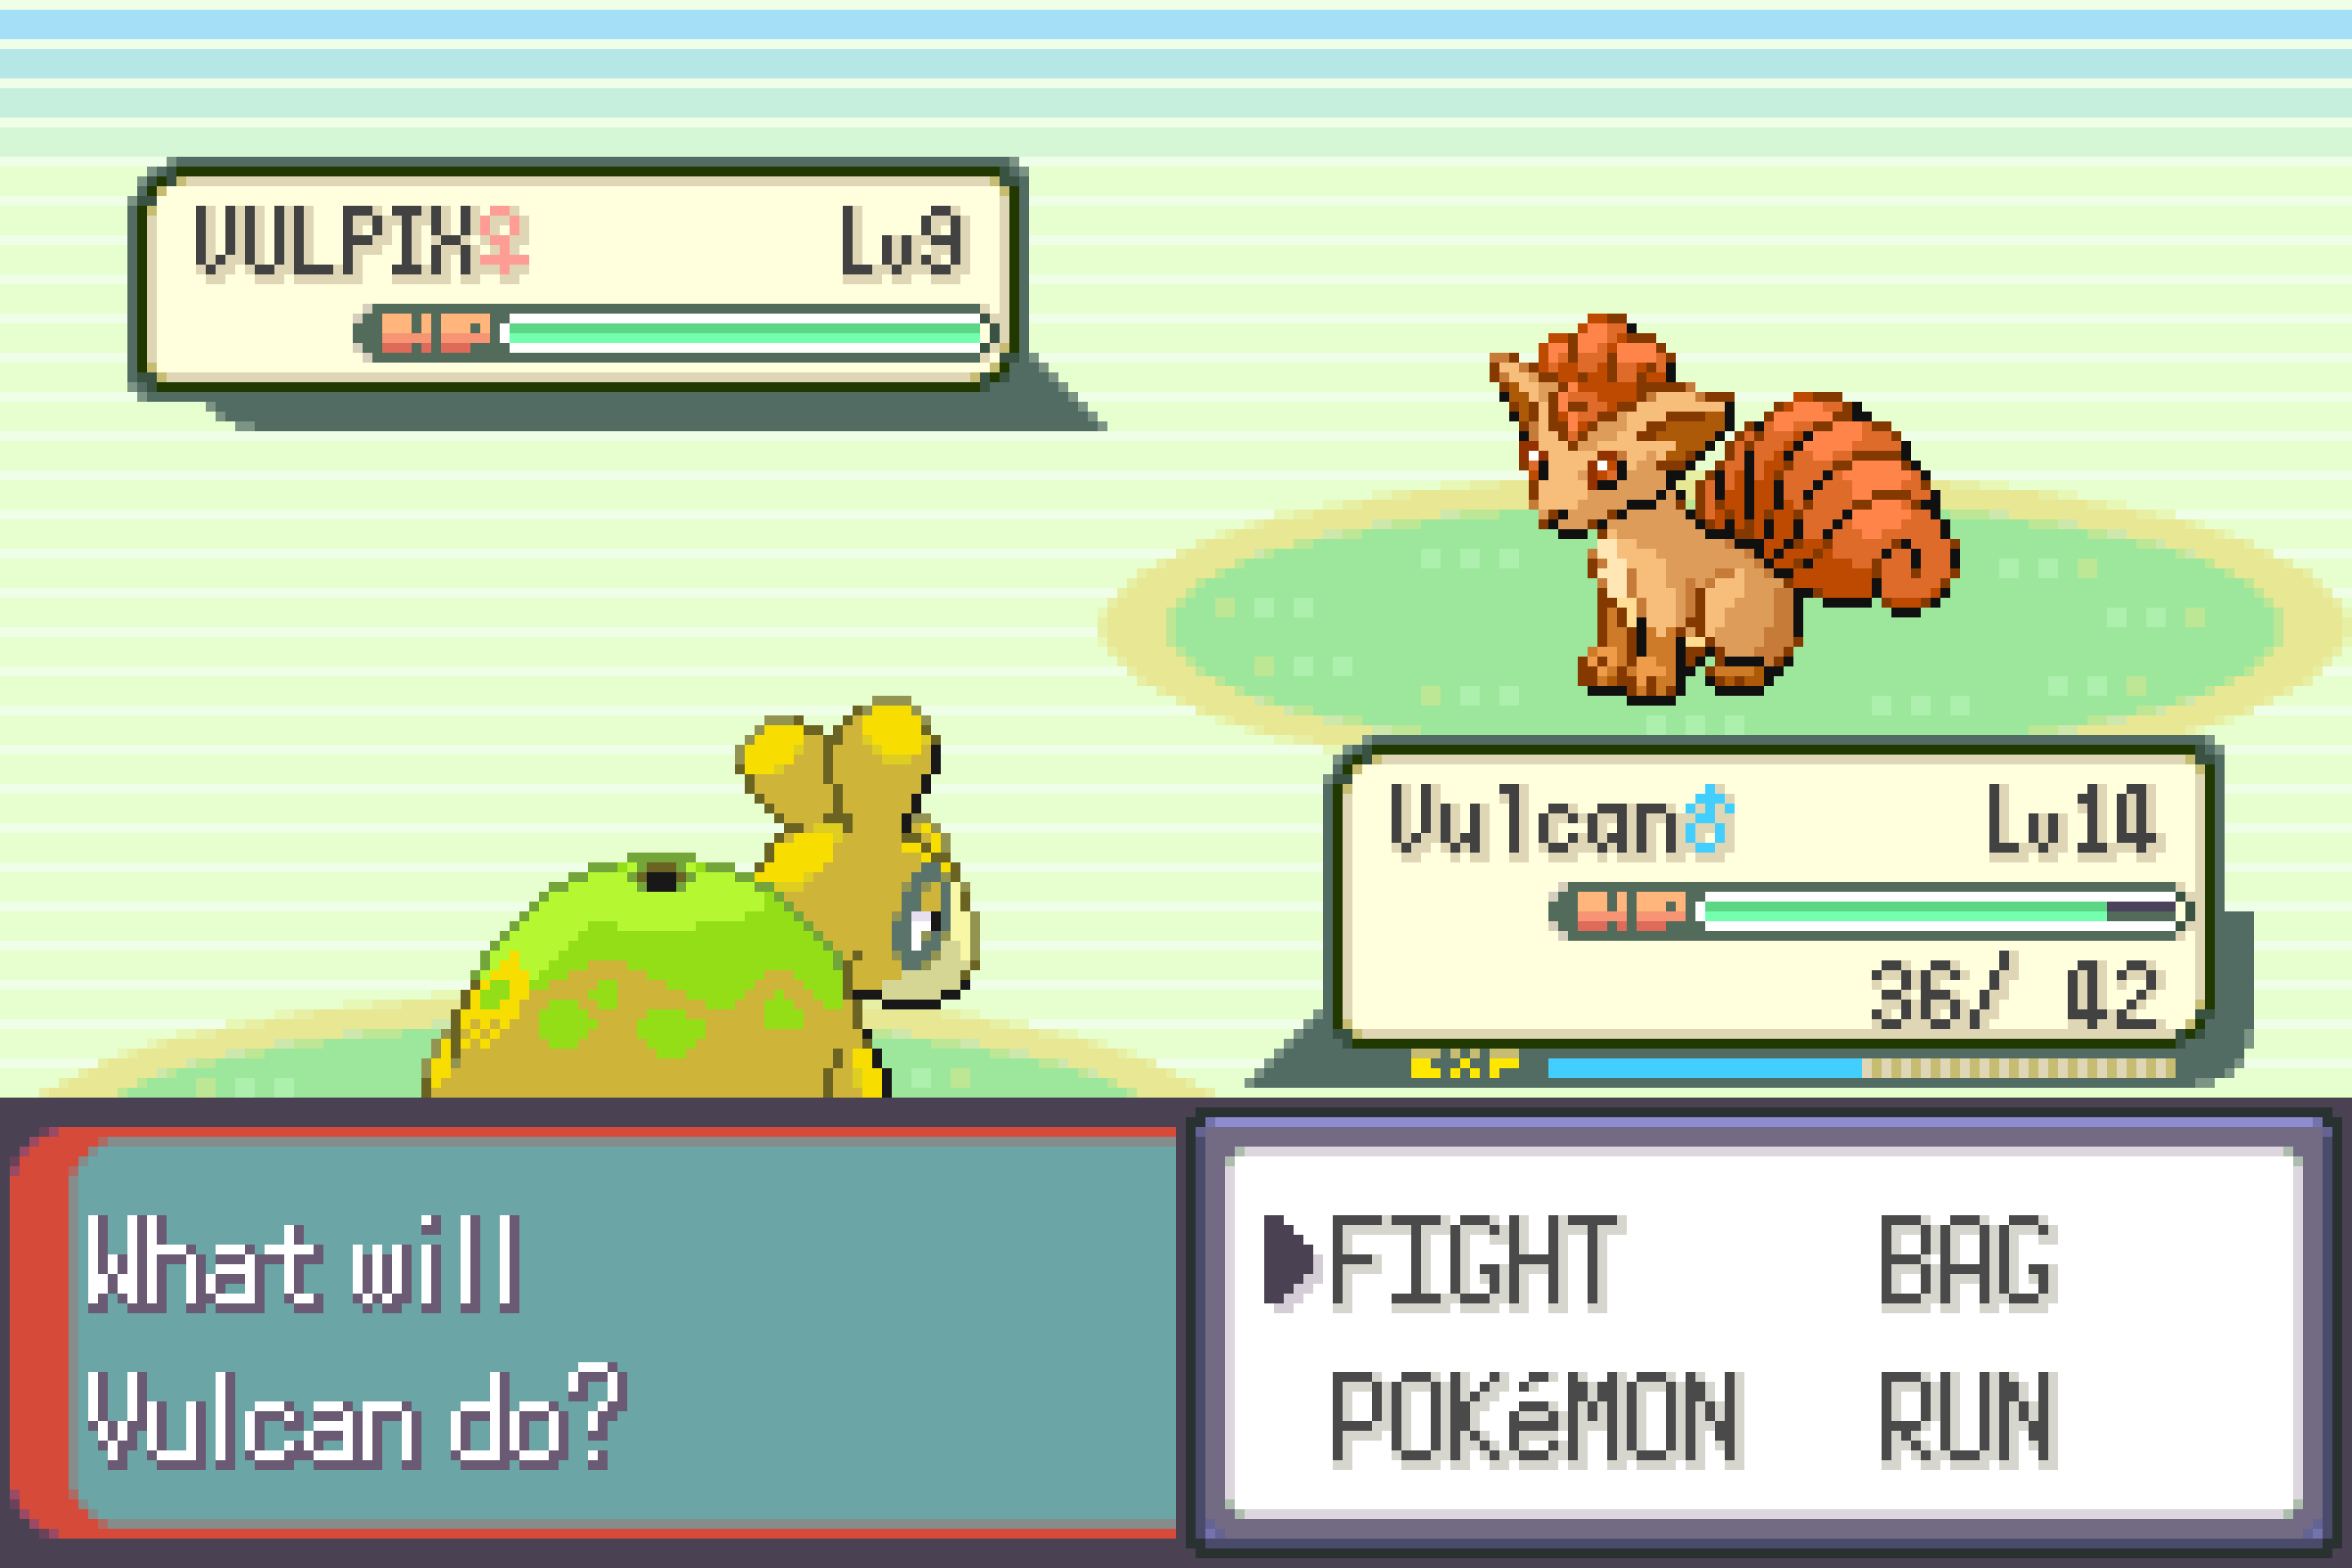 VULPIX♀ Lv9
HP
Vulcan♂ Lv14
HP
36/ 42
EXP
What will
Vulcan do?
FIGHT BAG
POKéMON RUN